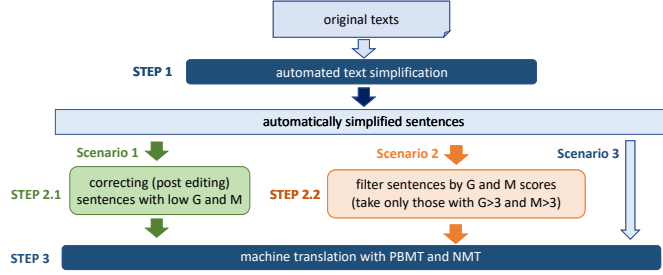 original texts
STEP 1
automated text simplification
automatically simplified sentences
Scenario 1
Scenario 2
Scenario 3
STEP 2.1
correcting (post editing)
sentences with low G and M
STEP 2.2
filter sentences by G and M scores
(take only those with G>3 and M>3)
STEP 3
machine translation with PBMT and NMT